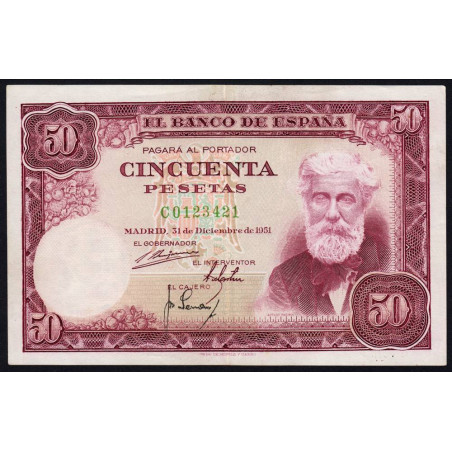 50 EL BANCO DE ESPAÑA 50
PAGARÁ AL PORTADOR
CINCUENTA
PESETAS
C0123421
MADRID, 31 de Diciembre de 1951
EL GOBERNADOR
EL INTERVENTOR
EL CAJERO
50 50